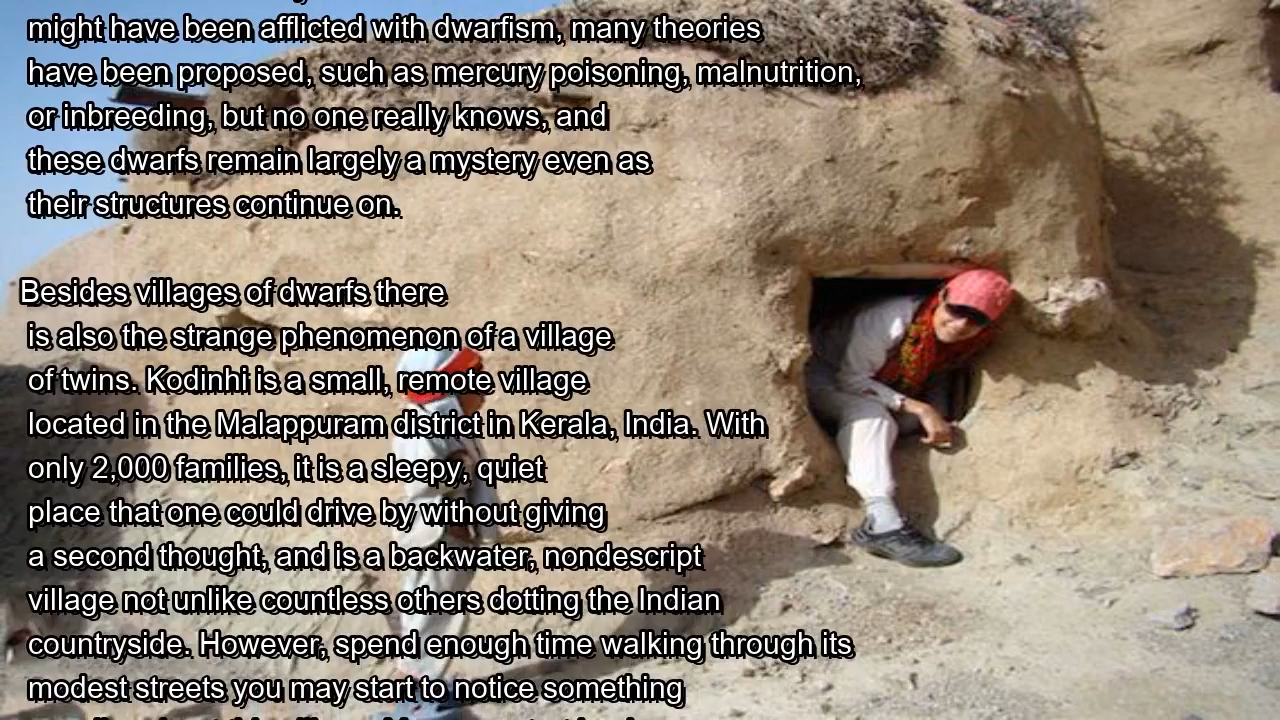 might have been afflicted with dwarfism, many theories
have been proposed, such as mercury poisoning, malnutrition,
or inbreeding, but no one really knows, and
these dwarfs remain largely a mystery even as
their structures continue on.
Besides villages of dwarfs there
is also the strange phenomenon of a village
of twins. Kodinhi is a small, remote village
located in the Malappuram district in Kerala, India. With
only 2,000 families, it is a sleepy, quiet
place that one could drive by without giving
a second thought, and is a backwater, nondescript
village not unlike countless others dotting the Indian
countryside. However, spend enough time walking through its
modest streets you may start to notice something